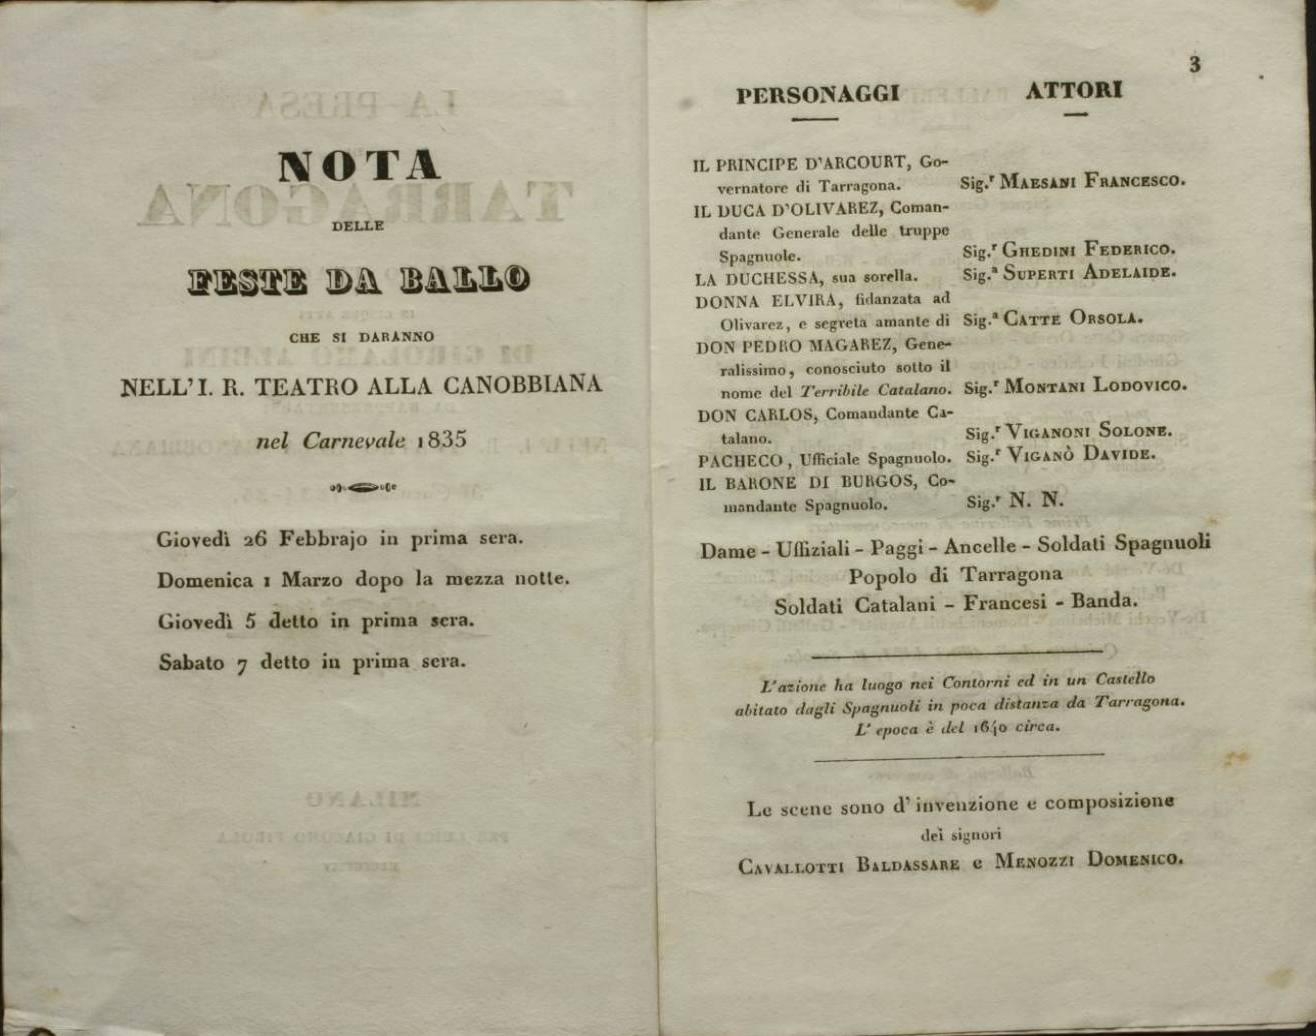 NOTA
DELLE
FESTE DA BALLO
CHE SI DARANNO
NELL' I. R. TEATRO ALLA CANOBBIANA
nel Carnevale 1835
Giovedì 26 Febbrajo in prima sera.
Domenica 1 Marzo dopo la mezza notte.
Giovedì 5 detto in prima sera.
Sabato 7 detto in prima sera.
3
PERSONAGGI ATTORI
IL PRINCIPE D'ARCOURT, Go-
vernatore di Tarragona. Sig.r MAESANI FRANCESCO.
IL DUCA D'OLIVAREZ, Coman-
dante Generale delle truppe
Spagnuole. Sig.r GHEDINI FEDERICO.
LA DUCHESSA, sua sorella. Sig.a SUPERTI ADELAIDE.
DONNA ELVIRA, fidanzata ad
Olivarez, e segreta amante di Sig.a CATTE ORSOLA.
DON PEDRO MAGAREZ, Gene-
ralissimo, conosciuto sotto il
nome del Terribile Catalano. Sig.r MONTANI LODOVICO.
DON CARLOS, Comandante Ca-
talano. Sig.r VIGANONI SOLONE.
PACHECO, Ufficiale Spagnuolo. Sig.r VIGANÒ DAVIDE.
IL BARONE DI BURGOS, Co-
mandante Spagnuolo. Sig.r N. N.
Dame - Uffiziali - Paggi - Ancelle - Soldati Spagnuoli
Popolo di Tarragona
Soldati Catalani - Francesi - Banda.
L'azione ha luogo nei Contorni ed in un Castello
abitato dagli Spagnuoli in poca distanza da Tarragona.
L' epoca è del 1640 circa.
Le scene sono d' invenzione e composizione
dei signori
CAVALLOTTI BALDASSARE e MENOZZI DOMENICO.